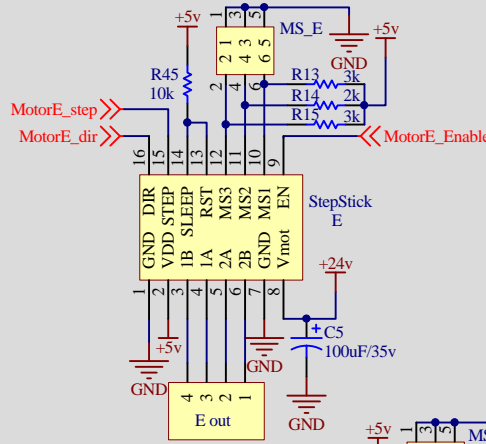 +5v
1 3 5
MS_E
+5v
2 1
4 3
6 5
GND
R45
10k
2 4 6
R13 3k
R14 2k
R15 3k
MotorE_step
MotorE_dir
MotorE_Enable
16 15 14 13 12 11 10 9
DIR STEP SLEEP RST MS3 MS2 MS1 EN
StepStick
E
GND VDD 1B 1A 2A 2B GND Vmot
1 2 3 4 5 6 7 8
+24v
+5v
C5
100uF/35v
GND
GND
GND
4 3 2 1
E out
+5v
1 3 5
MS